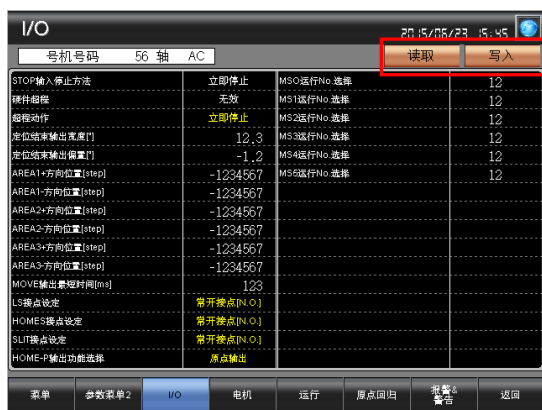 I/O
2015/06/23 15:45
号机号码 56 轴 AC
读取 写入
STOP输入停止方法 立即停止 MS0运行No.选择 12
硬件超程 无效 MS1运行No.选择 12
超程动作 立即停止 MS2运行No.选择 12
定位结束输出宽度[°] 12.3 MS3运行No.选择 12
定位结束输出偏置[°] -1.2 MS4运行No.选择 12
AREA1+方向位置[step] -1234567 MS5运行No.选择 12
AREA1-方向位置[step] -1234567
AREA2+方向位置[step] -1234567
AREA2-方向位置[step] -1234567
AREA3+方向位置[step] -1234567
AREA3-方向位置[step] -1234567
MOVE输出最短时间[ms] 123
LS接点设定 常开接点[N.O.]
HOMES接点设定 常开接点[N.O.]
SLIT接点设定 常开接点[N.O.]
HOME-P输出功能选择 原点输出
菜单 参数菜单2 I/O 电机 运行 原点回归 报警& 警告 返回